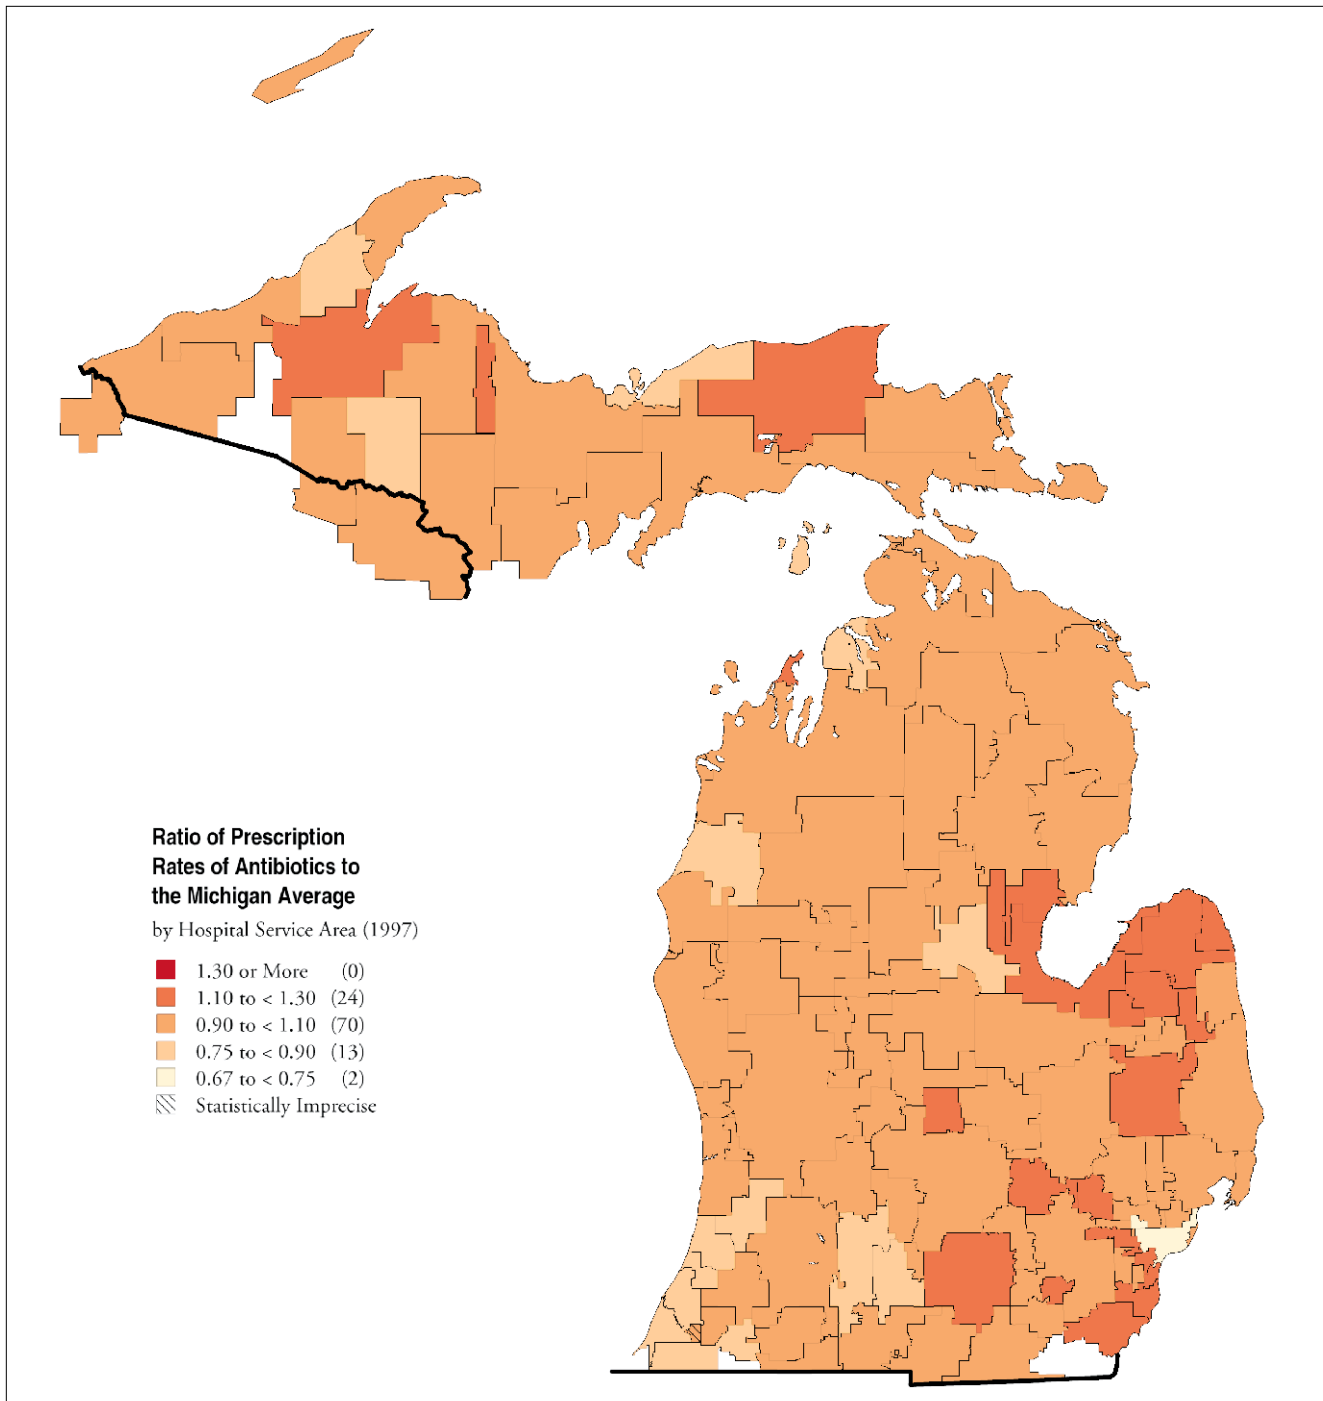 Ratio of Prescription
Rates of Antibiotics to
the Michigan Average
by Hospital Service Area (1997)
1.30 or More (0)
1.10 to < 1.30 (24)
0.90 to < 1.10 (70)
0.75 to < 0.90 (13)
0.67 to < 0.75 (2)
Statistically Imprecise